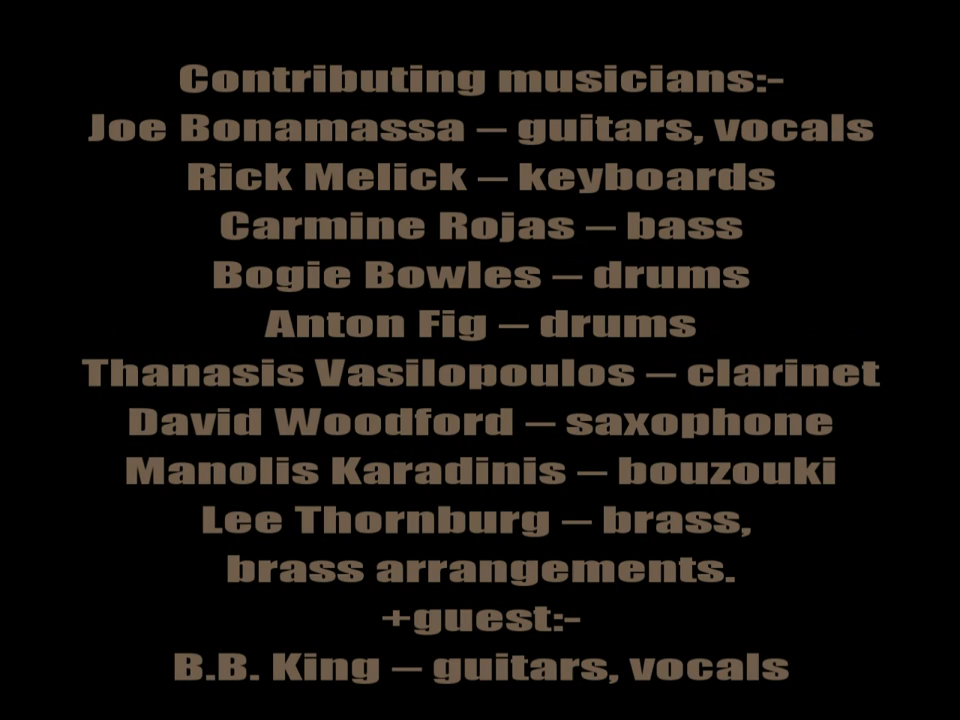 Contributing musicians:-
Joe Bonamassa – guitars, vocals
Rick Melick – keyboards
Carmine Rojas – bass
Bogie Bowles – drums
Anton Fig – drums
Thanasis Vasilopoulos – clarinet
David Woodford – saxophone
Manolis Karadinis – bouzouki
Lee Thornburg – brass,
brass arrangements.
+guest:-
B.B. King – guitars, vocals